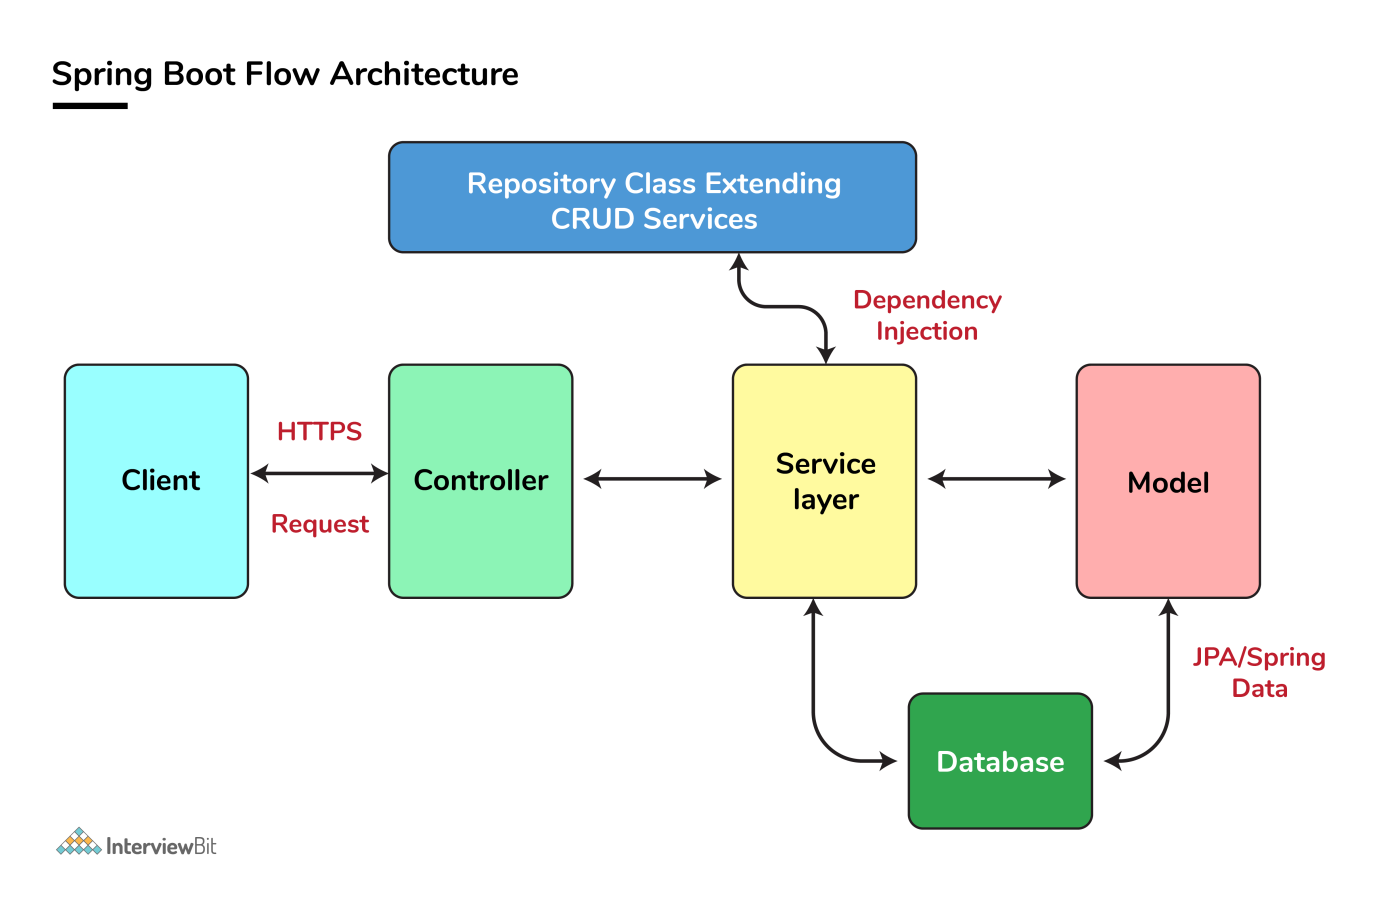 Spring Boot Flow Architecture
Repository Class Extending
CRUD Services
Dependency
Injection
HTTPS
Client
Controller
Service
layer
Model
Request
JPA/Spring
Data
Database
InterviewBit